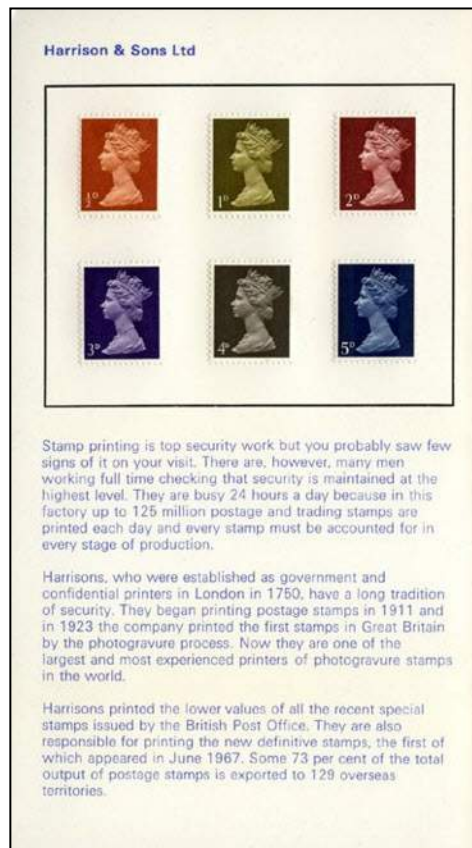 Harrison & Sons Ltd
½D 1D 2D
3D 4D 5D
Stamp printing is top security work but you probably saw few
signs of it on your visit. There are, however, many men
working full time checking that security is maintained at the
highest level. They are busy 24 hours a day because in this
factory up to 125 million postage and trading stamps are
printed each day and every stamp must be accounted for in
every stage of production.
Harrisons, who were established as government and
confidential printers in London in 1750, have a long tradition
of security. They began printing postage stamps in 1911 and
in 1923 the company printed the first stamps in Great Britain
by the photogravure process. Now they are one of the
largest and most experienced printers of photogravure stamps
in the world.
Harrisons printed the lower values of all the recent special
stamps issued by the British Post Office. They are also
responsible for printing the new definitive stamps, the first of
which appeared in June 1967. Some 73 per cent of the total
output of postage stamps is exported to 129 overseas
territories.